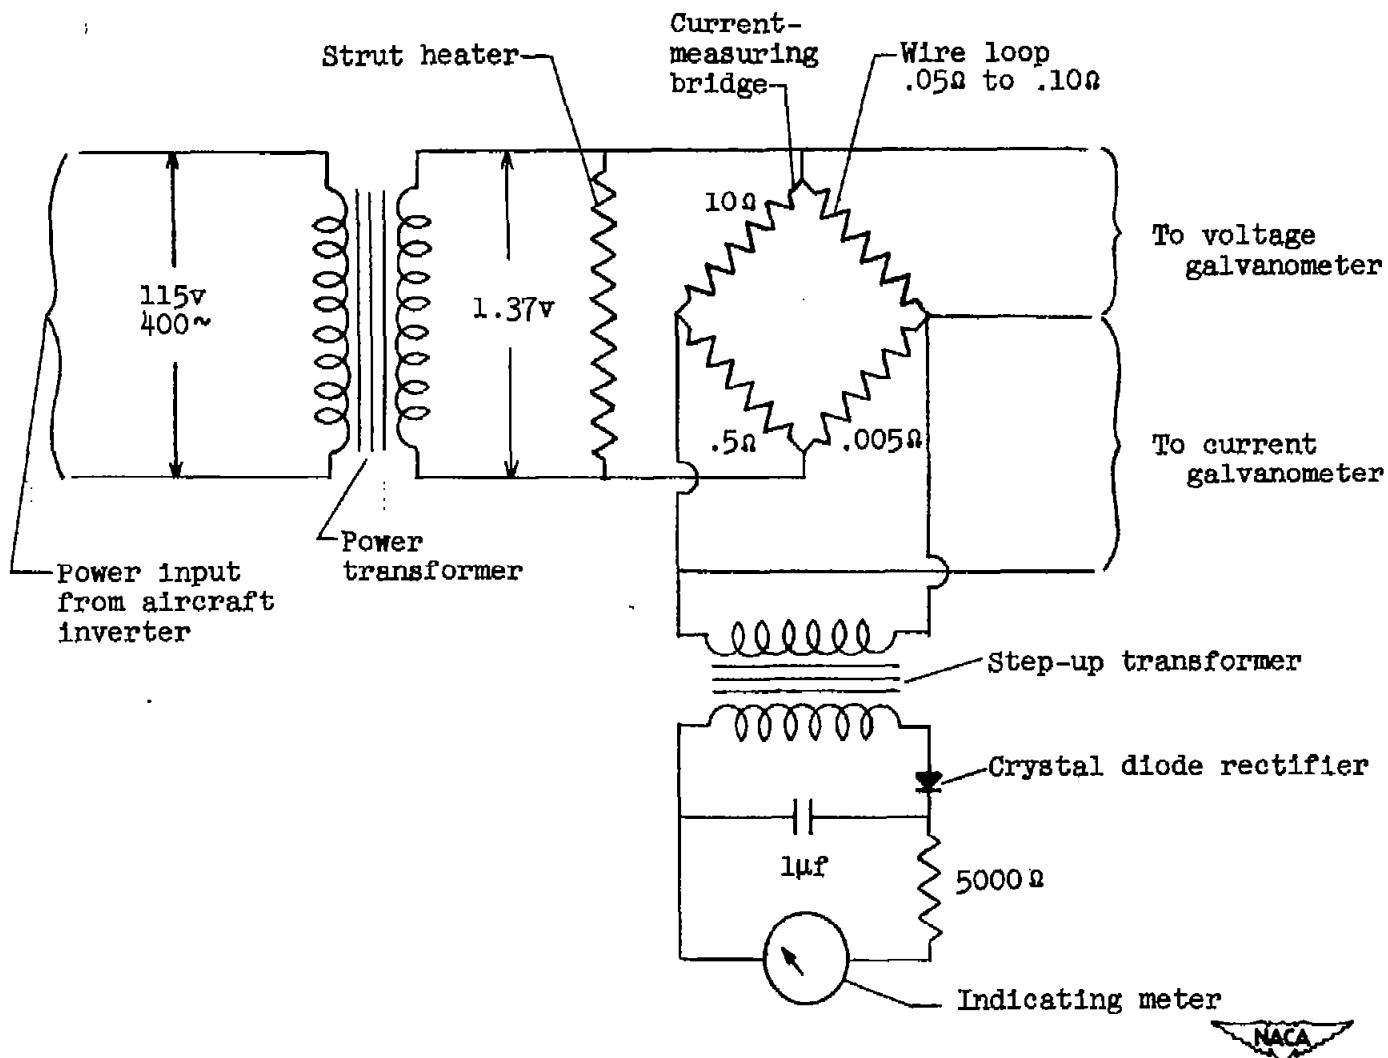 Current-
measuring
bridge
Strut heater
Wire loop
.05Ω to .10Ω
10Ω
To voltage
galvanometer
115v
400~
1.37v
.5Ω
.005Ω
To current
galvanometer
Power
transformer
Power input
from aircraft
inverter
Step-up transformer
Crystal diode rectifier
1µf
5000Ω
Indicating meter
NACA